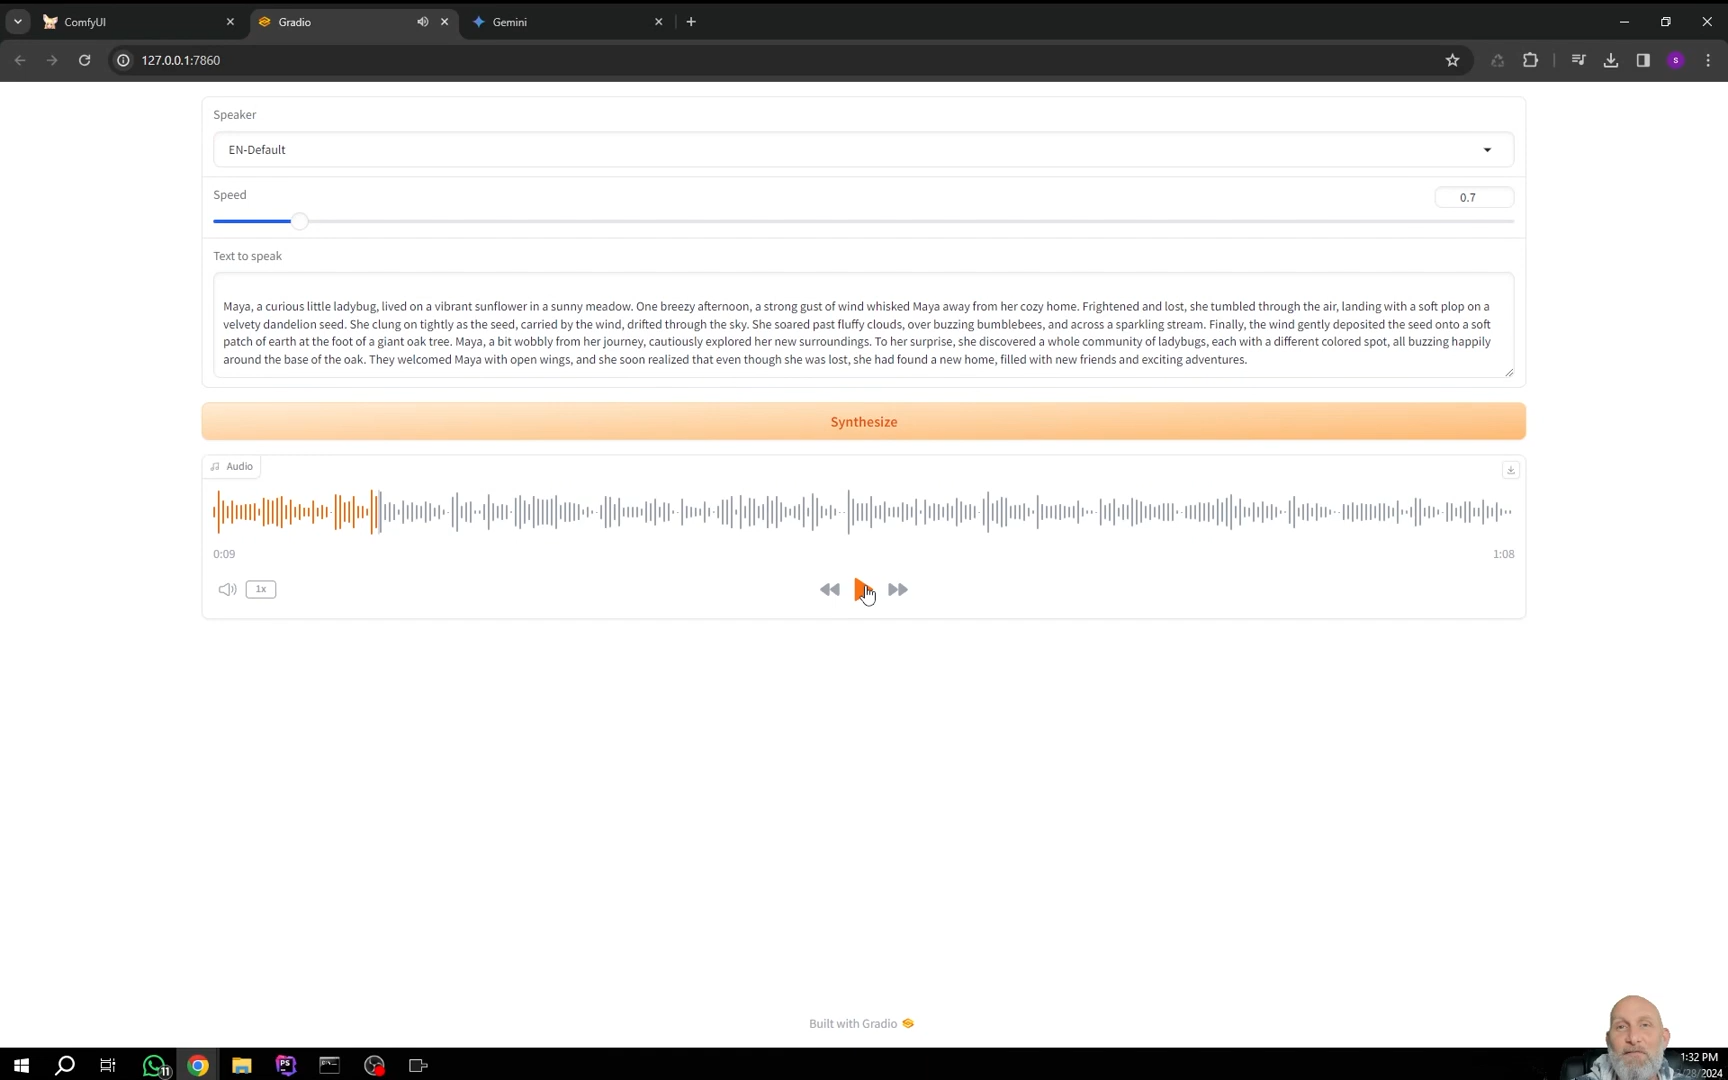 ComfyUI
Gradio
Gemini
127.0.0.1:7860
s
Speaker
EN-Default
Speed
0.7
Text to speak
Maya, a curious little ladybug, lived on a vibrant sunflower in a sunny meadow. One breezy afternoon, a strong gust of wind whisked Maya away from her cozy home. Frightened and lost, she tumbled through the air, landing with a soft plop on a
velvety dandelion seed. She clung on tightly as the seed, carried by the wind, drifted through the sky. She soared past fluffy clouds, over buzzing bumblebees, and across a sparkling stream. Finally, the wind gently deposited the seed onto a soft
patch of earth at the foot of a giant oak tree. Maya, a bit wobbly from her journey, cautiously explored her new surroundings. To her surprise, she discovered a whole community of ladybugs, each with a different colored spot, all buzzing happily
around the base of the oak. They welcomed Maya with open wings, and she soon realized that even though she was lost, she had found a new home, filled with new friends and exciting adventures.
Synthesize
Audio
0:09
1:08
1x
Built with Gradio
11
PS
1:32 PM
/28/2024